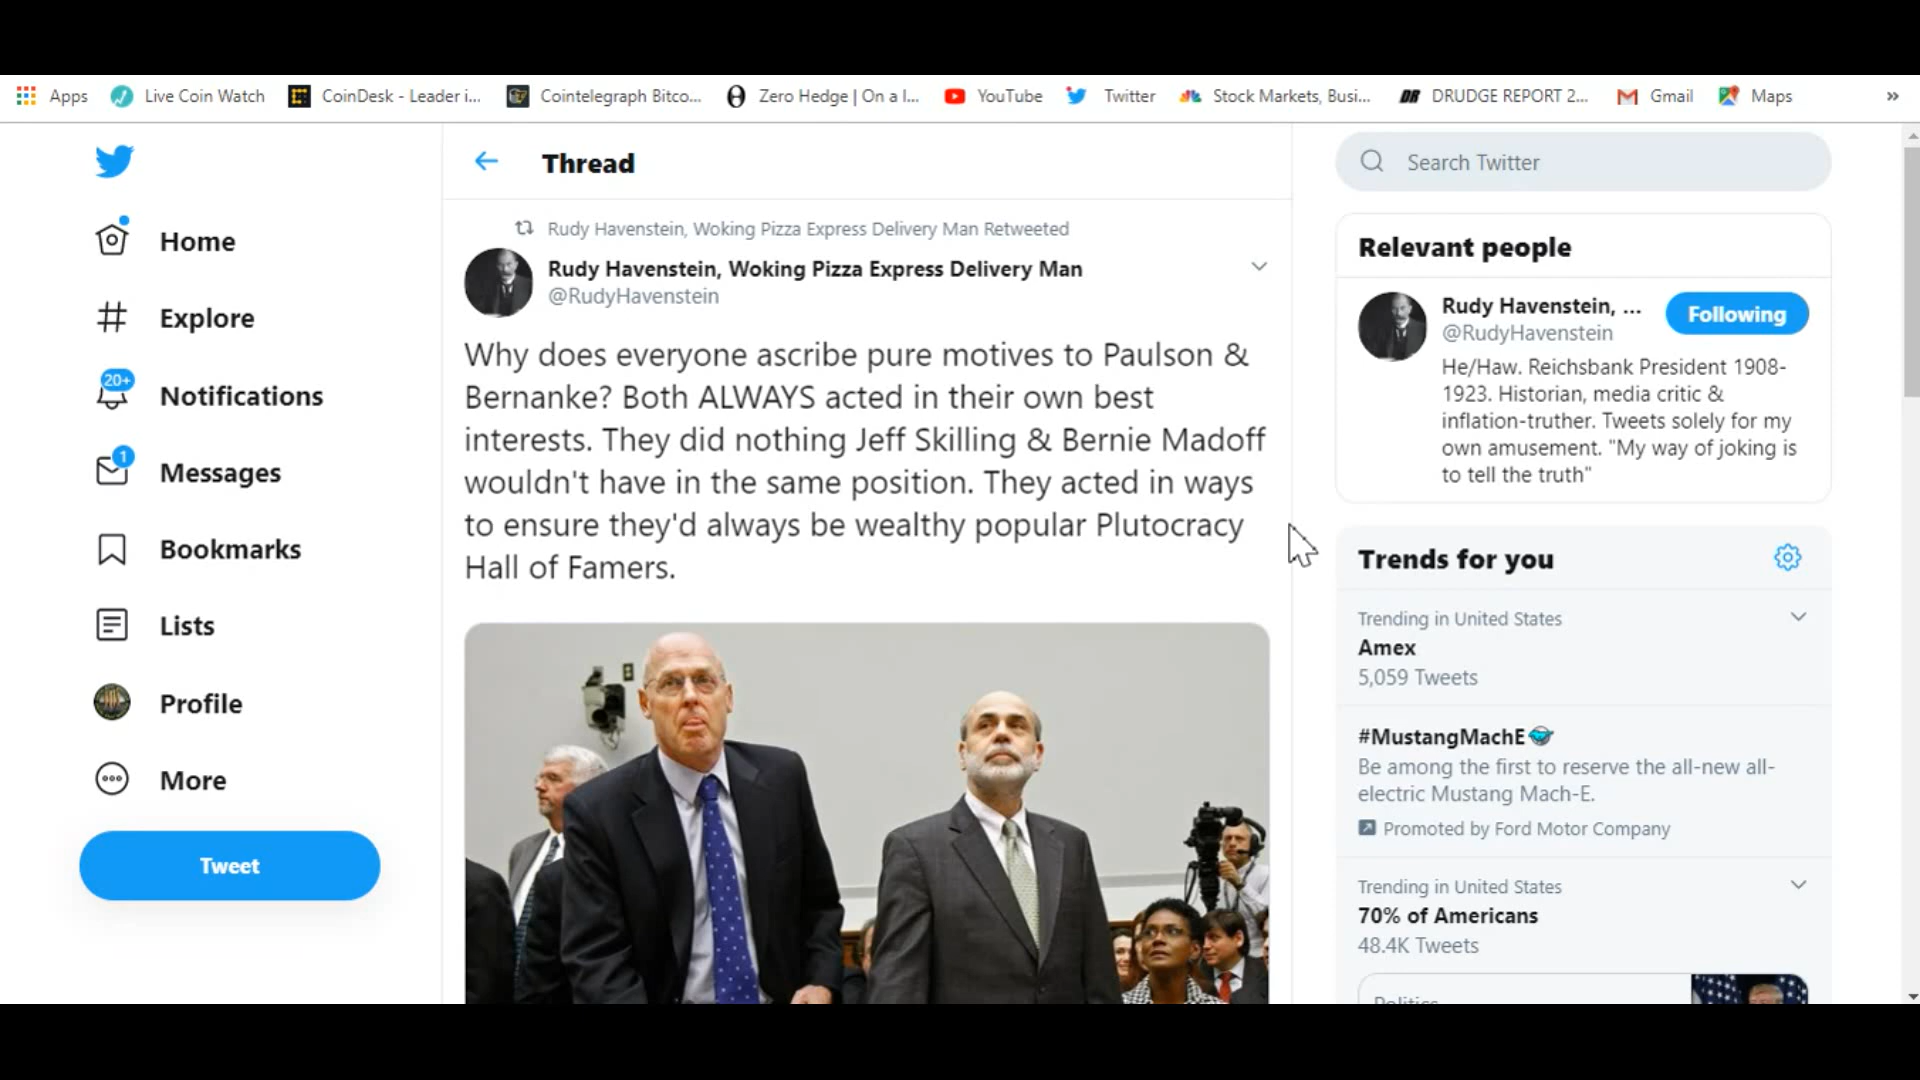 Apps Live Coin Watch CoinDesk - Leader i... Cointelegraph Bitco... Zero Hedge | On a l... YouTube Twitter Stock Markets, Busi... DR DRUDGE REPORT 2... Gmail Maps »
Home
Explore
20+
Notifications
1
Messages
Bookmarks
Lists
Profile
More
Tweet
Thread
Rudy Havenstein, Woking Pizza Express Delivery Man Retweeted
Rudy Havenstein, Woking Pizza Express Delivery Man
@RudyHavenstein
Why does everyone ascribe pure motives to Paulson &
Bernanke? Both ALWAYS acted in their own best
interests. They did nothing Jeff Skilling & Bernie Madoff
wouldn't have in the same position. They acted in ways
to ensure they'd always be wealthy popular Plutocracy
Hall of Famers.
Search Twitter
Relevant people
Rudy Havenstein, ...
@RudyHavenstein
Following
He/Haw. Reichsbank President 1908-
1923. Historian, media critic &
inflation-truther. Tweets solely for my
own amusement. "My way of joking is
to tell the truth"
Trends for you
Trending in United States
Amex
5,059 Tweets
#MustangMachE
Be among the first to reserve the all-new all-
electric Mustang Mach-E.
Promoted by Ford Motor Company
Trending in United States
70% of Americans
48.4K Tweets
Politics